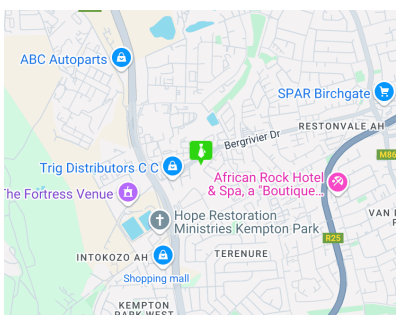 ABC Autoparts
SPAR Birchgate
Bergrivier Dr
RESTONVALE AH
M86
Trig Distributors C C
African Rock Hotel
& Spa, a "Boutique...
The Fortress Venue
Hope Restoration
Ministries Kempton Park
VAN
R25
INTOKOZO AH
TERENURE
Shopping mall
KEMPTON
PARK WEST